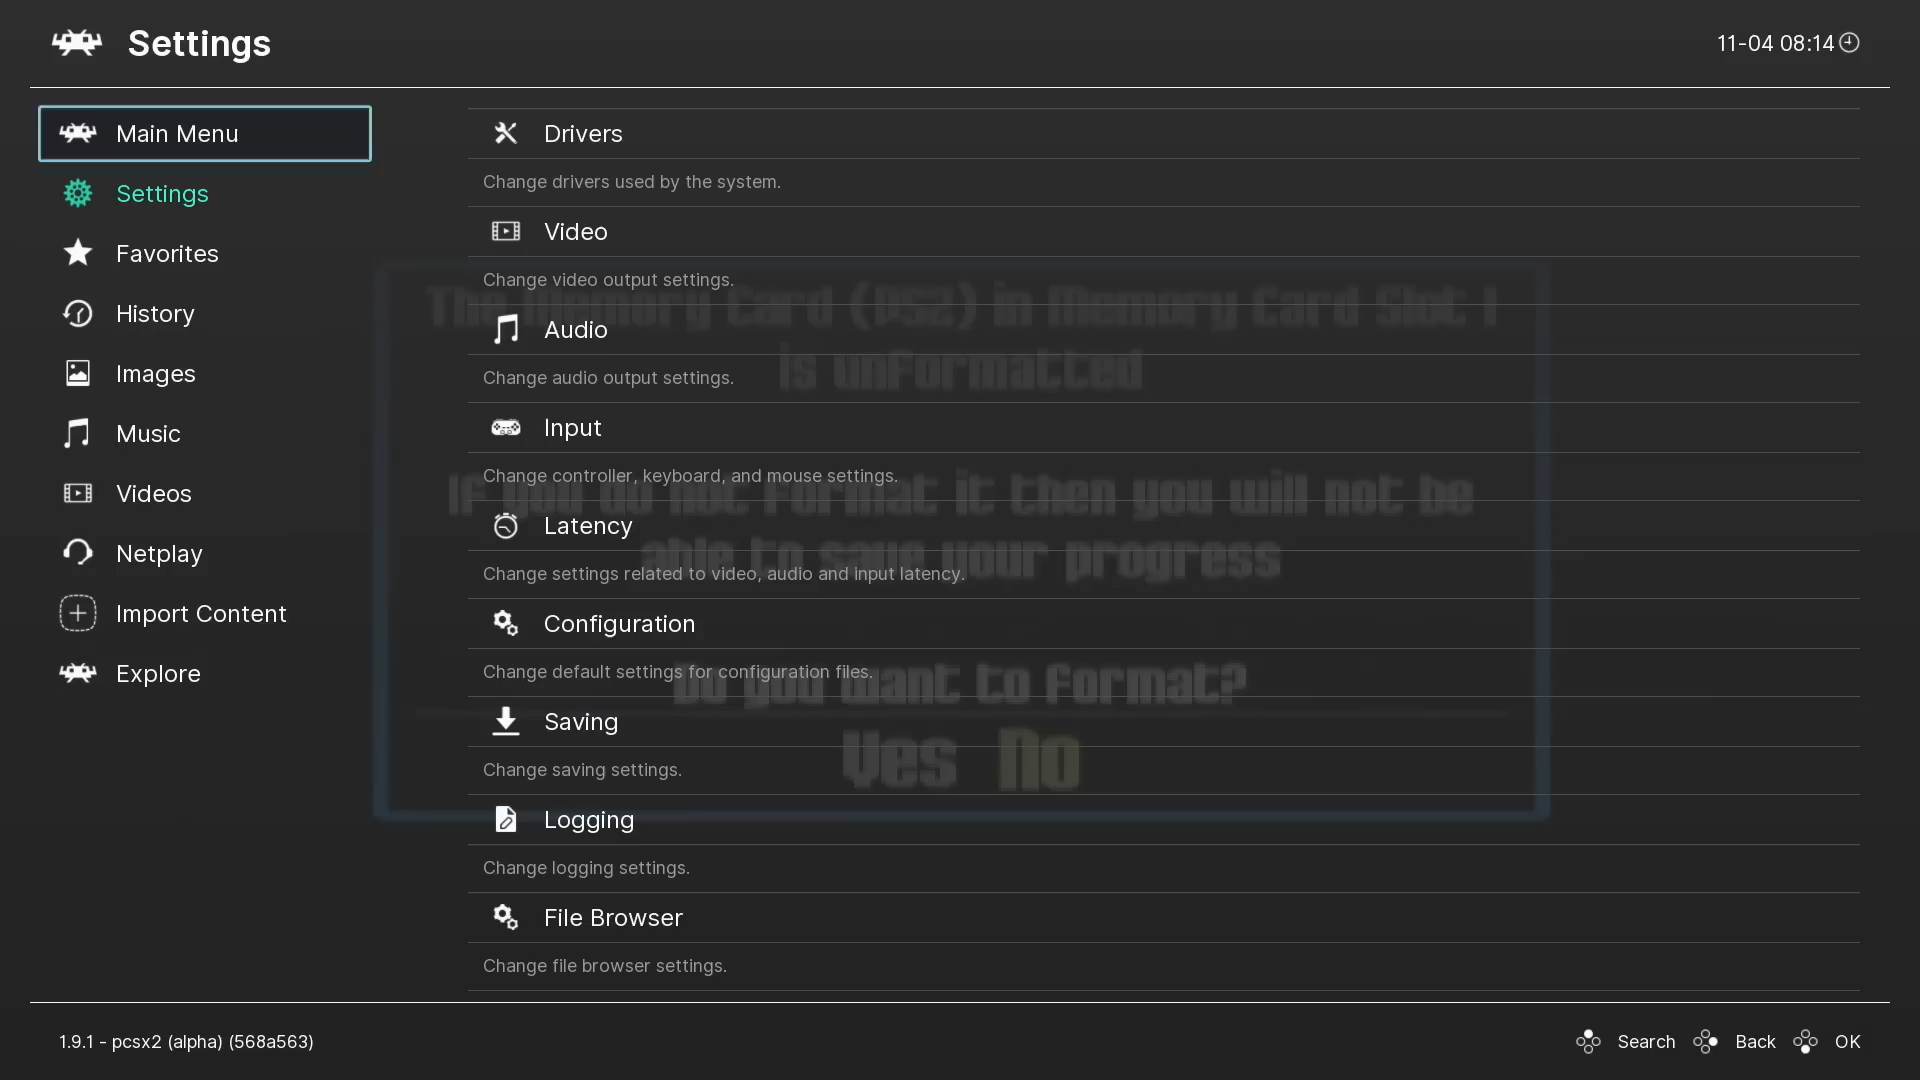 Settings
11-04 08:14
Main Menu
Settings
Favorites
History
Images
Music
Videos
Netplay
Import Content
Explore
Drivers
Change drivers used by the system.
Video
Change video output settings.
Audio
Change audio output settings.
Input
Change controller, keyboard, and mouse settings.
Latency
Change settings related to video, audio and input latency.
Configuration
Change default settings for configuration files.
Saving
Change saving settings.
Logging
Change logging settings.
File Browser
Change file browser settings.
The Memory Card (PS2) in Memory Card Slot 1
is unformatted
If you do not format it then you will not be
able to save your progress
Do you want to format?
Yes No
1.9.1 - pcsx2 (alpha) (568a563)
Search Back OK